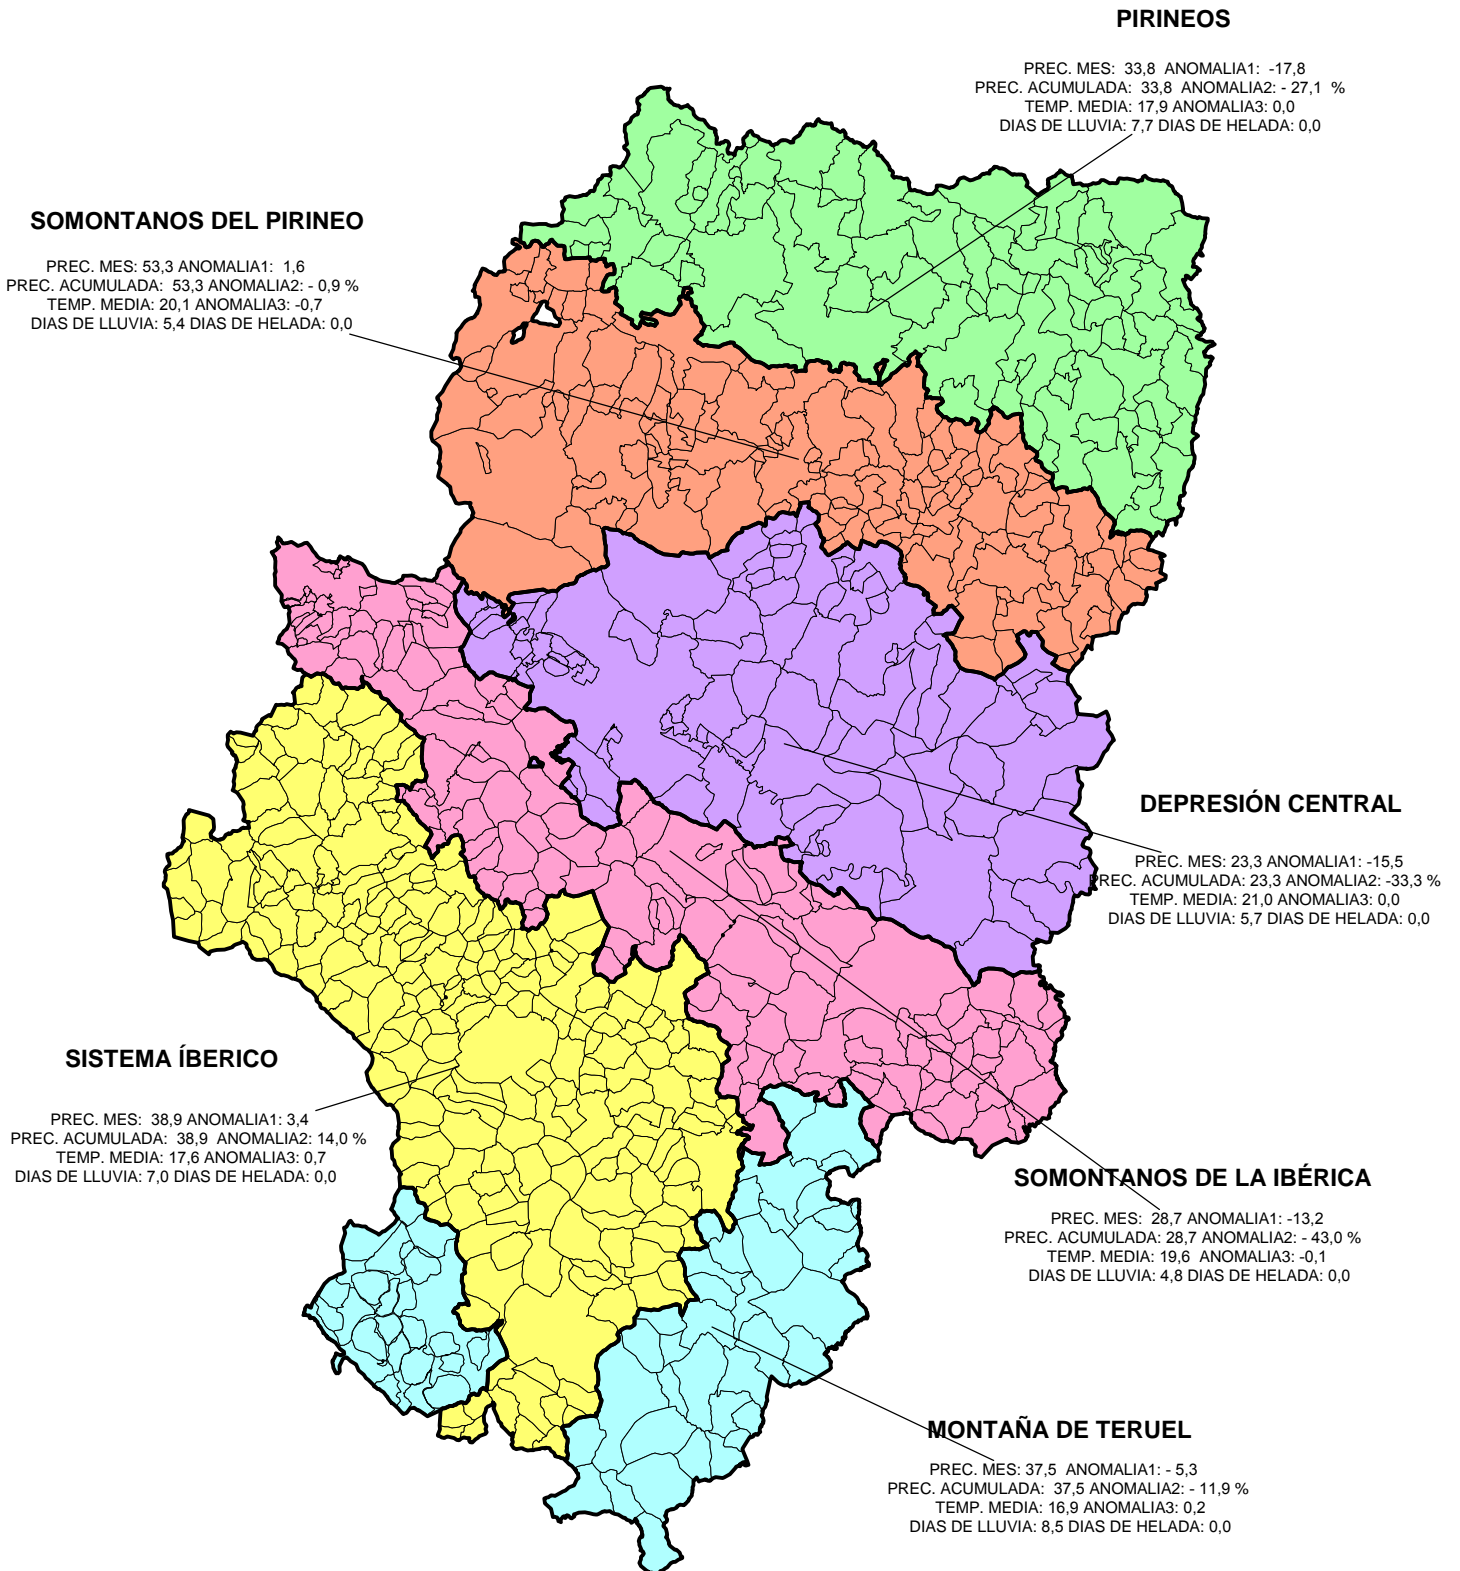 PIRINEOS
PREC. MES: 33,8 ANOMALIA1: -17,8
PREC. ACUMULADA: 33,8 ANOMALIA2: - 27,1 %
TEMP. MEDIA: 17,9 ANOMALIA3: 0,0
DIAS DE LLUVIA: 7,7 DIAS DE HELADA: 0,0
SOMONTANOS DEL PIRINEO
PREC. MES: 53,3 ANOMALIA1: 1,6
PREC. ACUMULADA: 53,3 ANOMALIA2: - 0,9 %
TEMP. MEDIA: 20,1 ANOMALIA3: -0,7
DIAS DE LLUVIA: 5,4 DIAS DE HELADA: 0,0
DEPRESIÓN CENTRAL
PREC. MES: 23,3 ANOMALIA1: -15,5
PREC. ACUMULADA: 23,3 ANOMALIA2: -33,3 %
TEMP. MEDIA: 21,0 ANOMALIA3: 0,0
DIAS DE LLUVIA: 5,7 DIAS DE HELADA: 0,0
SISTEMA ÍBERICO
PREC. MES: 38,9 ANOMALIA1: 3,4
PREC. ACUMULADA: 38,9 ANOMALIA2: 14,0 %
TEMP. MEDIA: 17,6 ANOMALIA3: 0,7
DIAS DE LLUVIA: 7,0 DIAS DE HELADA: 0,0
SOMONTANOS DE LA IBÉRICA
PREC. MES: 28,7 ANOMALIA1: -13,2
PREC. ACUMULADA: 28,7 ANOMALIA2: - 43,0 %
TEMP. MEDIA: 19,6 ANOMALIA3: -0,1
DIAS DE LLUVIA: 4,8 DIAS DE HELADA: 0,0
MONTAÑA DE TERUEL
PREC. MES: 37,5 ANOMALIA1: - 5,3
PREC. ACUMULADA: 37,5 ANOMALIA2: - 11,9 %
TEMP. MEDIA: 16,9 ANOMALIA3: 0,2
DIAS DE LLUVIA: 8,5 DIAS DE HELADA: 0,0